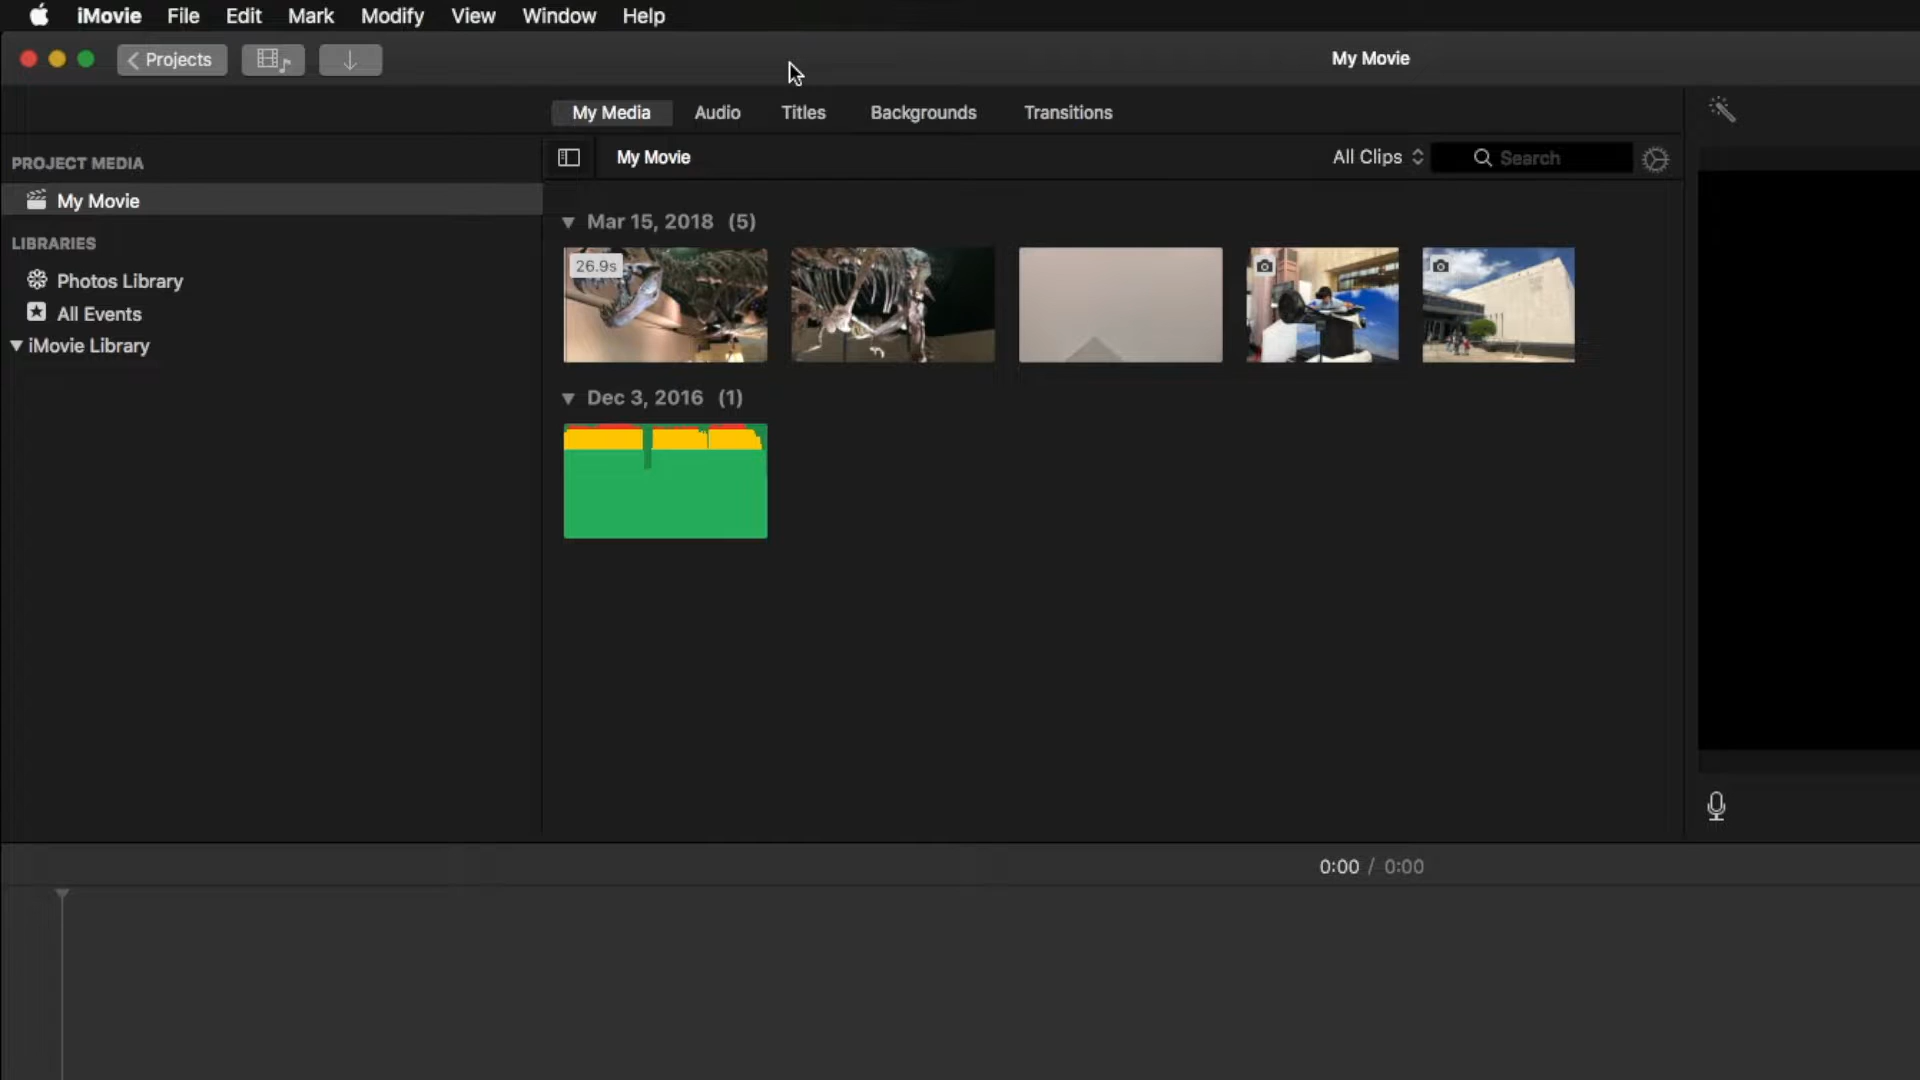 iMovie File Edit Mark Modify View Window Help
Projects
My Movie
My Media Audio Titles Backgrounds Transitions
My Movie
All Clips
Search
PROJECT MEDIA
My Movie
LIBRARIES
Photos Library
All Events
iMovie Library
Mar 15, 2018 (5)
26.9s
Dec 3, 2016 (1)
0:00 / 0:00